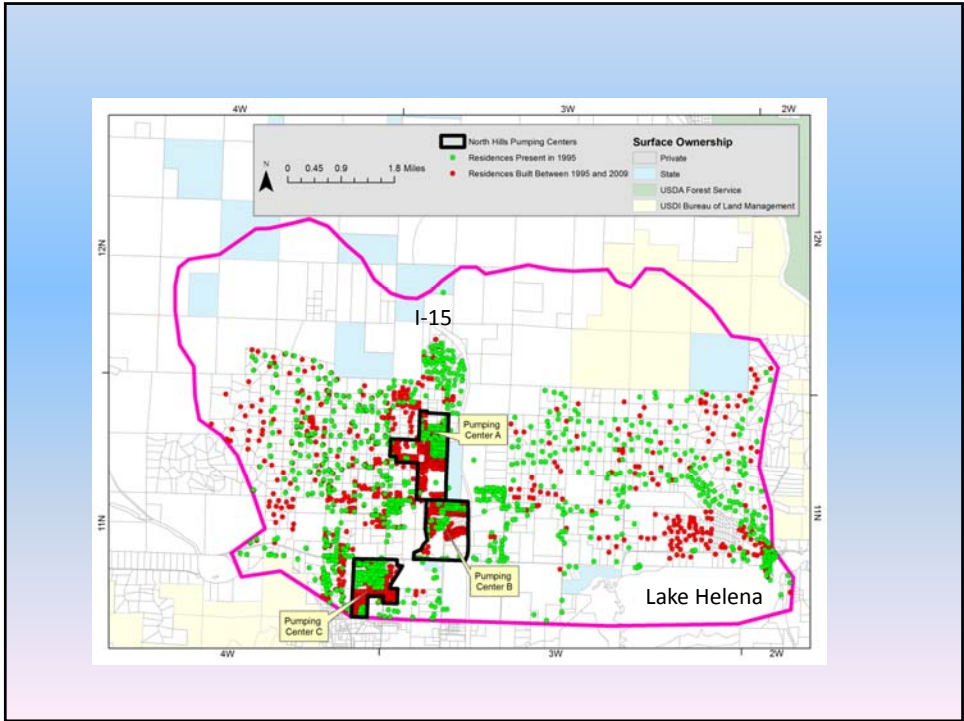 4W
3W
2W
North Hills Pumping Centers
Residences Present in 1995
Residences Built Between 1995 and 2009
Surface Ownership
Private
State
USDA Forest Service
USDI Bureau of Land Management
N
0 0.45 0.9 1.8 Miles
12N
12N
I-15
Pumping
Center A
11N
11N
Pumping
Center B
Lake Helena
Pumping
Center C
4W
3W
2W